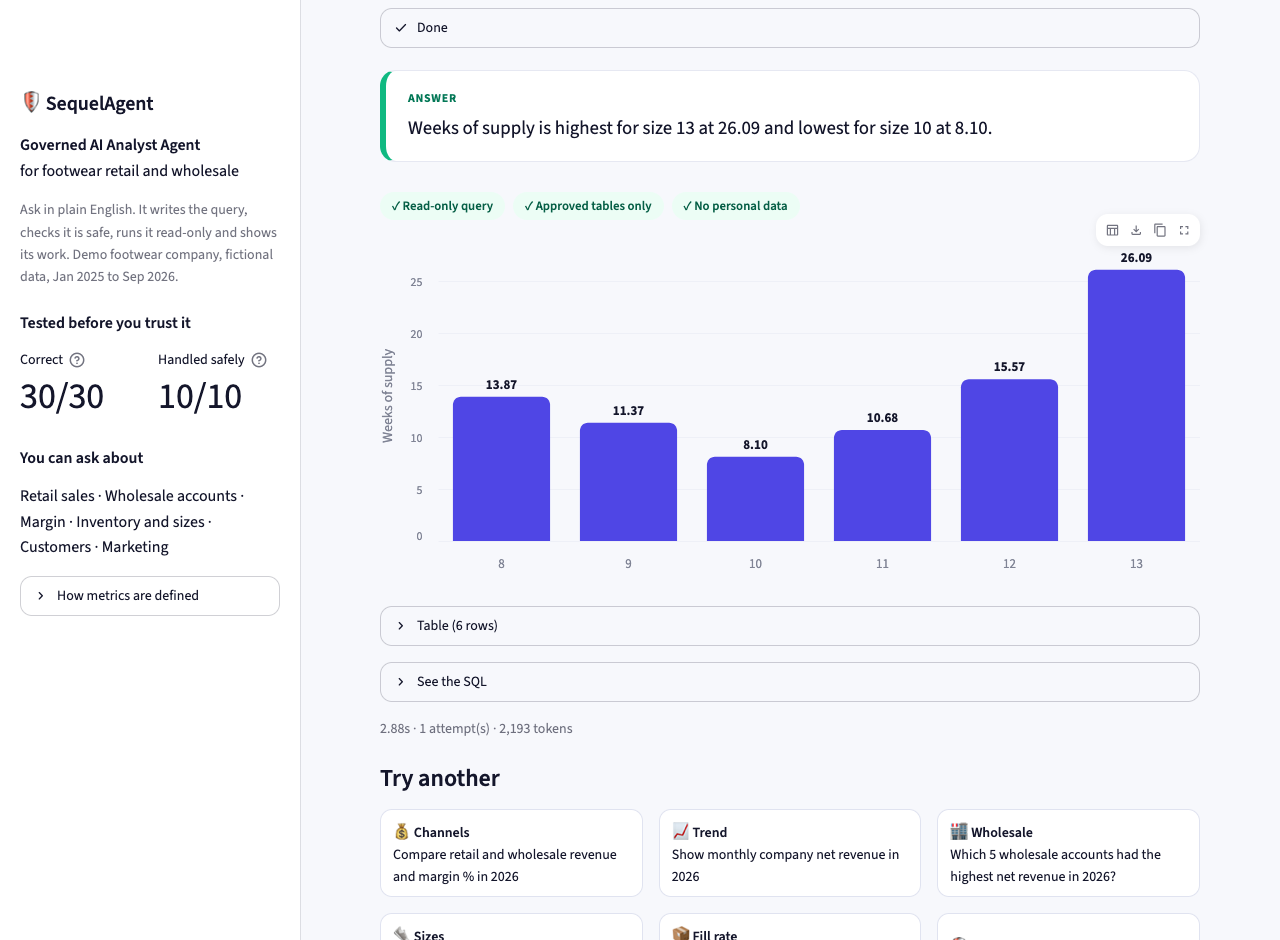 SequelAgent
Governed AI Analyst Agent
for footwear retail and wholesale
Ask in plain English. It writes the query,
checks it is safe, runs it read-only and shows
its work. Demo footwear company, fictional
data, Jan 2025 to Sep 2026.
Tested before you trust it
Correct
Handled safely
30/30
10/10
You can ask about
Retail sales · Wholesale accounts ·
Margin · Inventory and sizes ·
Customers · Marketing
How metrics are defined
Done
ANSWER
Weeks of supply is highest for size 13 at 26.09 and lowest for size 10 at 8.10.
✓ Read-only query
✓ Approved tables only
✓ No personal data
Weeks of supply
25
20
15
10
5
0
13.87
11.37
8.10
10.68
15.57
26.09
8
9
10
11
12
13
Table (6 rows)
See the SQL
2.88s · 1 attempt(s) · 2,193 tokens
Try another
Channels
Compare retail and wholesale revenue
and margin % in 2026
Trend
Show monthly company net revenue in
2026
Wholesale
Which 5 wholesale accounts had the
highest net revenue in 2026?
Sizes
Fill rate